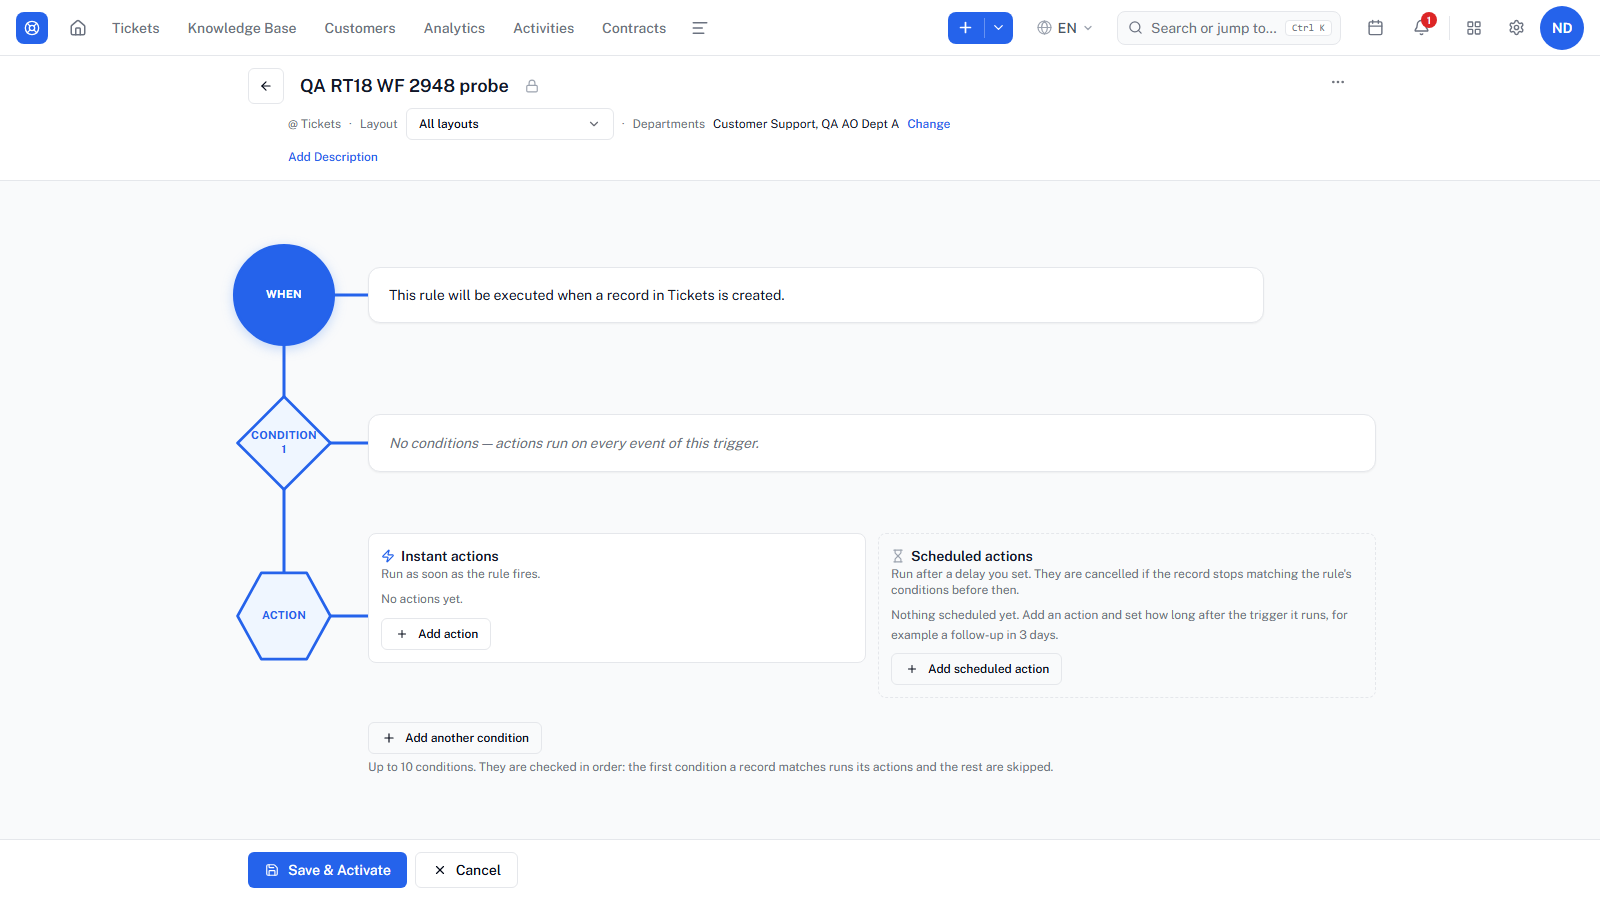 Tickets
Knowledge Base
Customers
Analytics
Activities
Contracts
EN
Search or jump to...
Ctrl K
1
ND
QA RT18 WF 2948 probe
@ Tickets · Layout
All layouts
· Departments Customer Support, QA AO Dept A Change
Add Description
WHEN
This rule will be executed when a record in Tickets is created.
CONDITION
1
No conditions — actions run on every event of this trigger.
ACTION
Instant actions
Run as soon as the rule fires.
No actions yet.
Add action
Scheduled actions
Run after a delay you set. They are cancelled if the record stops matching the rule's
conditions before then.
Nothing scheduled yet. Add an action and set how long after the trigger it runs, for
example a follow-up in 3 days.
Add scheduled action
Add another condition
Up to 10 conditions. They are checked in order: the first condition a record matches runs its actions and the rest are skipped.
Save & Activate
Cancel